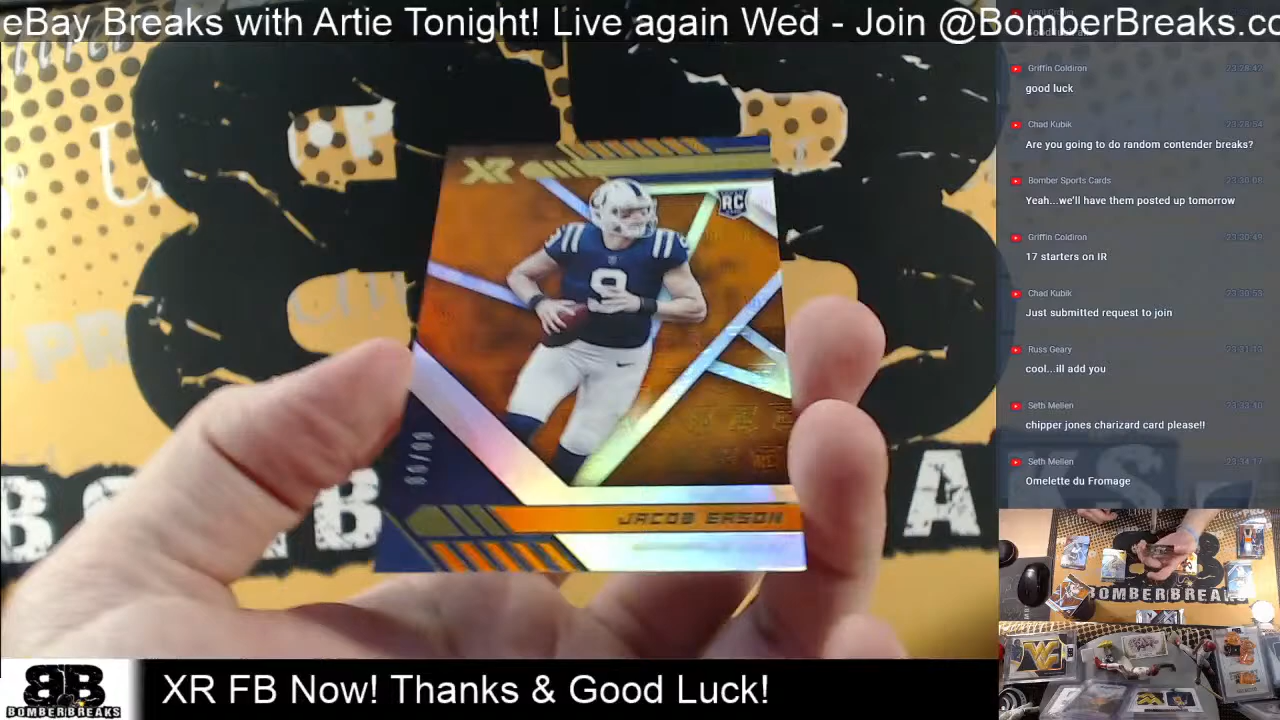 eBay Breaks with Artie Tonight! Live again Wed - Join @BomberBreaks.co
Griffin Coldiron
good luck
Chad Kubik
Are you going to do random contender breaks?
Bomber Sports Cards
Yeah...we'll have them posted up tomorrow
Griffin Coldiron
17 starters on IR
Chad Kubik
Just submitted request to join
Russ Geary
cool...ill add you
Seth Mellen
chipper jones charizard card please!!
Seth Mellen
Omelette du Fromage
XR
RC
9
JACOB EASON
B
A
BOMBERBREAKS
BB
BOMBERBREAKS
XR FB Now! Thanks & Good Luck!